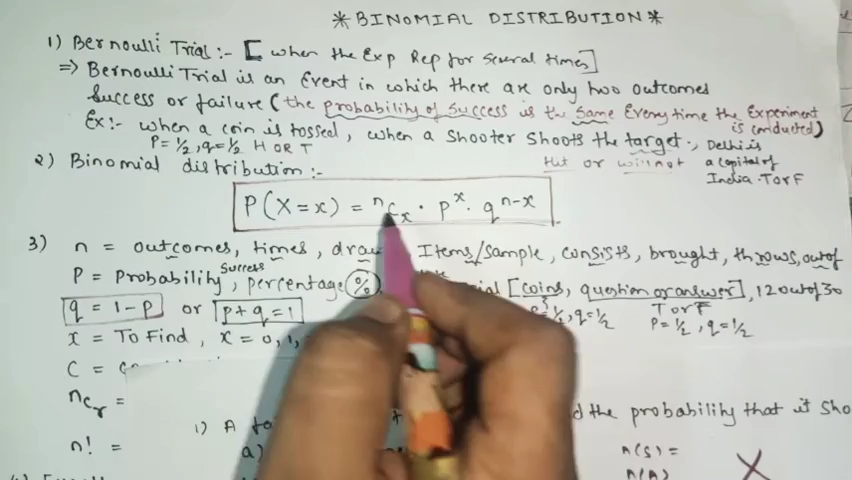 *BINOMIAL DISTRIBUTION*
1) Bernoulli Trial :- [ when the Exp Rep for several times]
⇒ Bernoulli Trial is an Event in which there are only two outcomes
Success or failure ( the probability of success is the same Every time the Experiment is conducted)
Ex:- when a coin is tossed, when a shooter shoots the target., Delhi is
P=1/2, q=1/2 H OR T
Hit or will not a capital of
India. T or F
2) Binomial distribution :-
P(X=x) = nCx · p^x · q^n-x
3) n = outcomes, times, Items/sample, consists, brought, throws, out of
P = Probability Success, percentage (%) [coins, question or answer], 12 out of 30
q = 1-p or p+q=1
q=1/2 T or F
P=1/2, q=1/2
x = To Find, x = 0, 1,
C =
nCr =
n! =
1) A
a)
the probability that it sho
n(S) =
n(A)